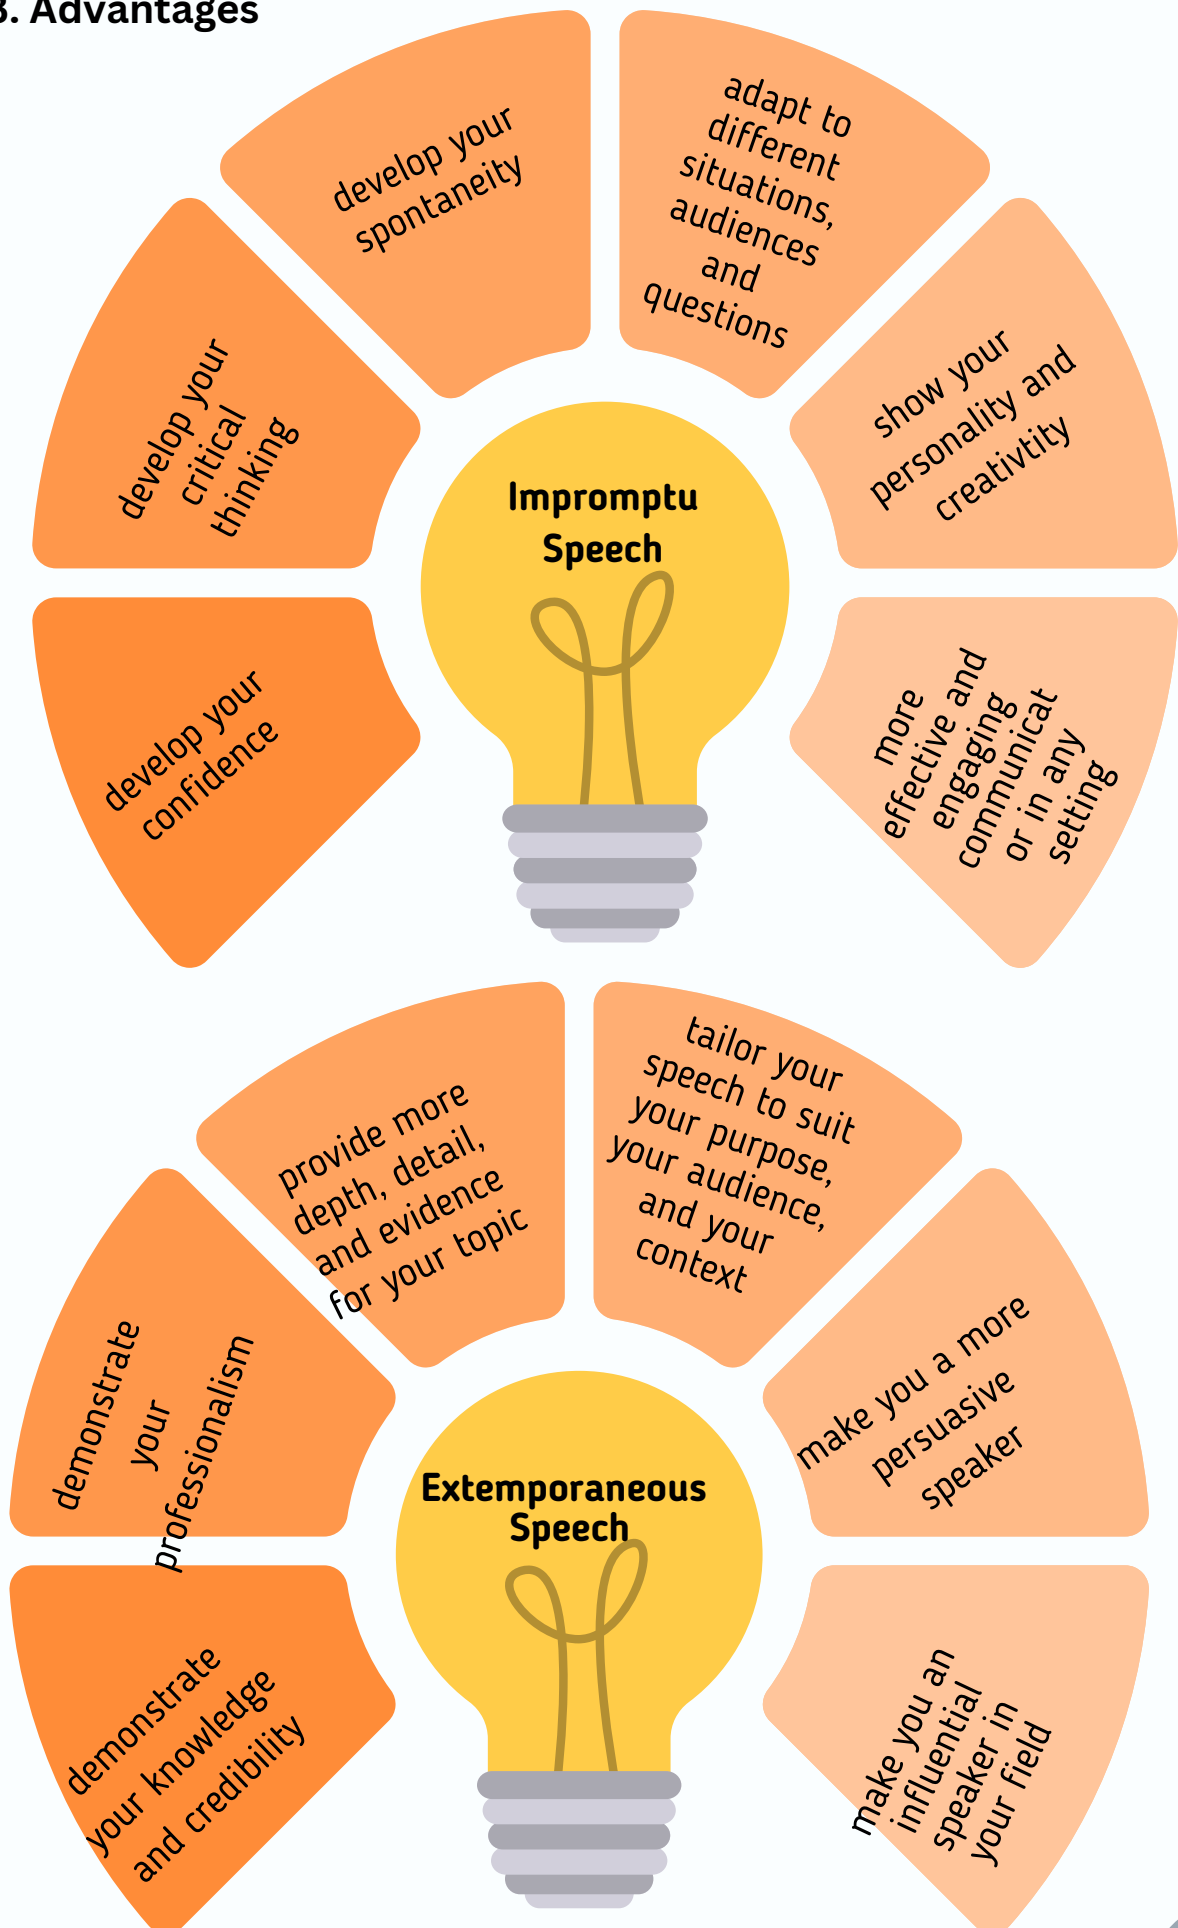 3. Advantages
develop your
spontaneity
adapt to
different
situations,
audiences
and
questions
develop your
critical
thinking
show your
personality and
creativtity
Impromptu
Speech
develop your
confidence
more
effective and
engaging
communicat
or in any
setting
provide more
depth, detail,
and evidence
for your topic
tailor your
speech to suit
your purpose,
your audience,
and your
context
demonstrate
your
professionalism
make you a more
persuasive
speaker
Extemporaneous
Speech
demonstrate
your knowledge
and credibility
make you an
influential
speaker in
your field